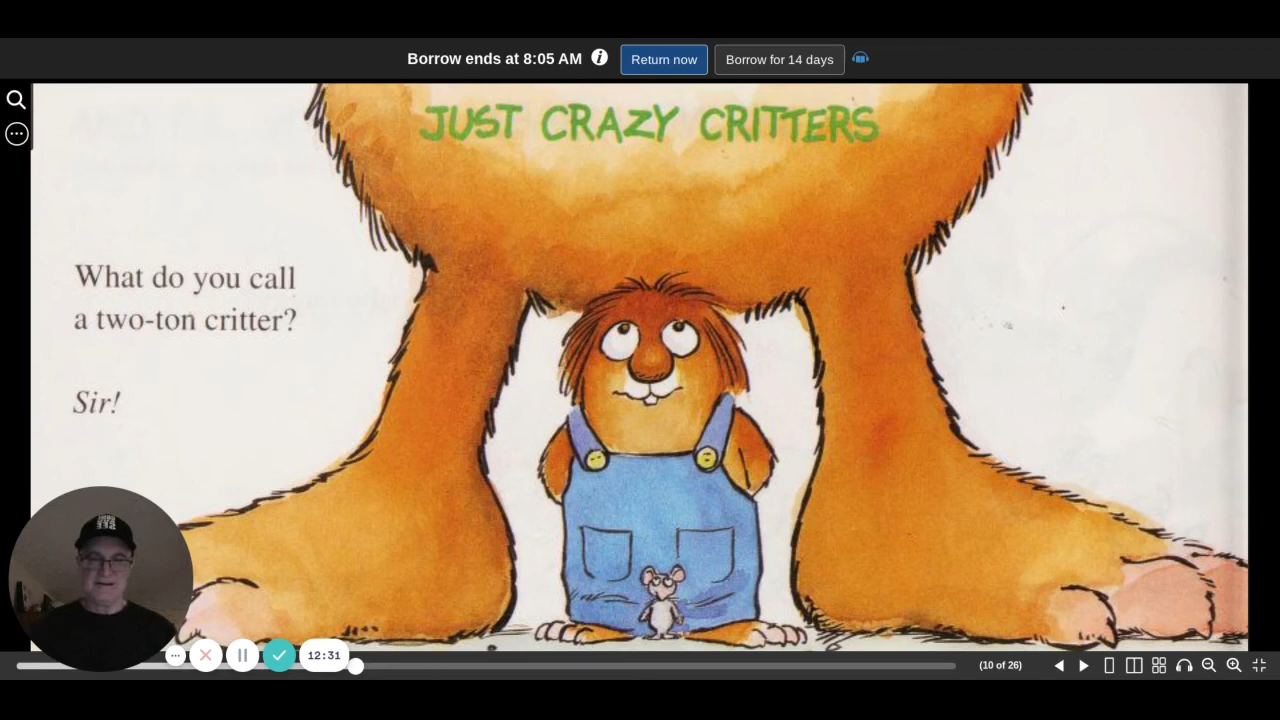 Borrow ends at 8:05 AM Return now Borrow for 14 days
JUST CRAZY CRITTERS
What do you call
a two-ton critter?
Sir!
12:31
(10 of 26)